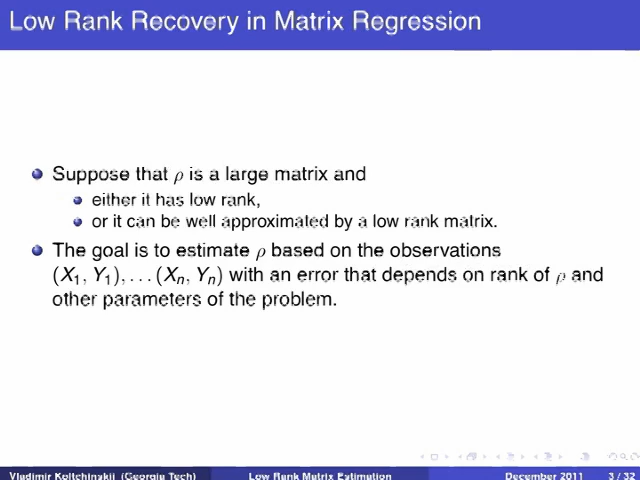 Low Rank Recovery in Matrix Regression
Suppose that ρ is a large matrix and
either it has low rank,
or it can be well approximated by a low rank matrix.
The goal is to estimate ρ based on the observations
(X₁, Y₁), . . . (Xₙ, Yₙ) with an error that depends on rank of ρ and
other parameters of the problem.
Vladimir Koltchinskii (Georgia Tech) Low Rank Matrix Estimation December 2011 3 / 32